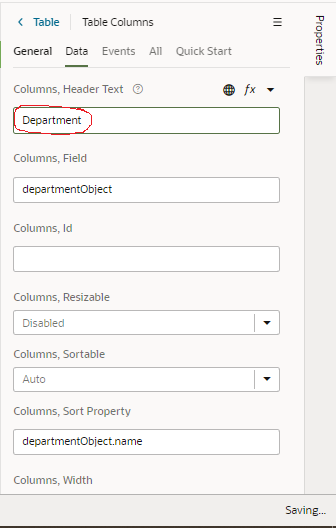 Table Table Columns
General Data Events All Quick Start
Columns, Header Text fx
Department
Columns, Field
departmentObject
Columns, Id
Columns, Resizable
Disabled
Columns, Sortable
Auto
Columns, Sort Property
departmentObject.name
Columns, Width
Saving...
Properties